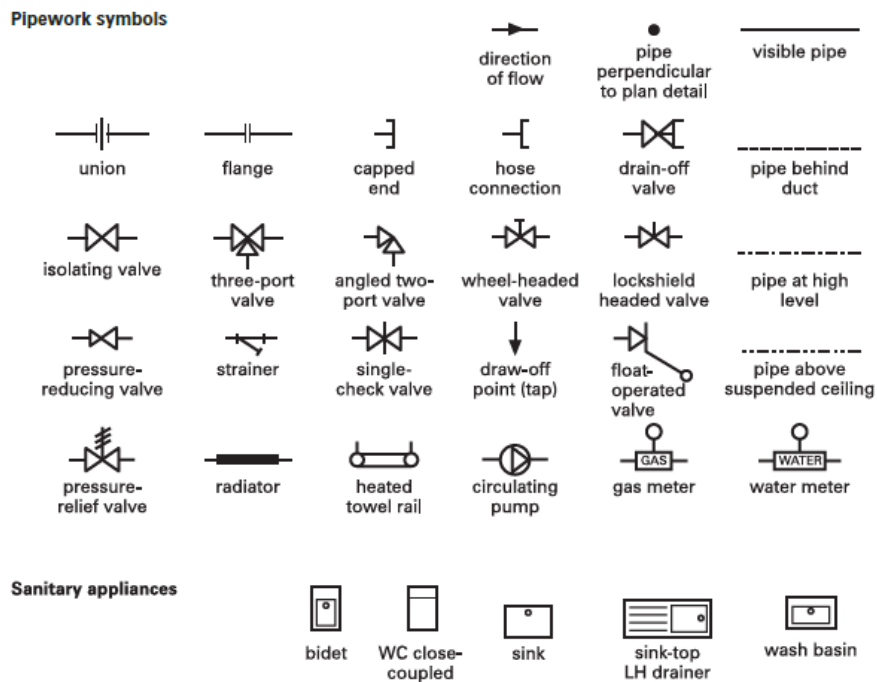 Pipework symbols
direction
of flow
pipe
perpendicular
to plan detail
visible pipe
union
flange
capped
end
hose
connection
drain-off
valve
pipe behind
duct
isolating valve
three-port
valve
angled two-
port valve
wheel-headed
valve
lockshield
headed valve
pipe at high
level
pressure-
reducing valve
strainer
single-
check valve
draw-off
point (tap)
float-
operated
valve
pipe above
suspended ceiling
pressure-
relief valve
radiator
heated
towel rail
circulating
pump
GAS
gas meter
WATER
water meter
Sanitary appliances
bidet
WC close-
coupled
sink
sink-top
LH drainer
wash basin